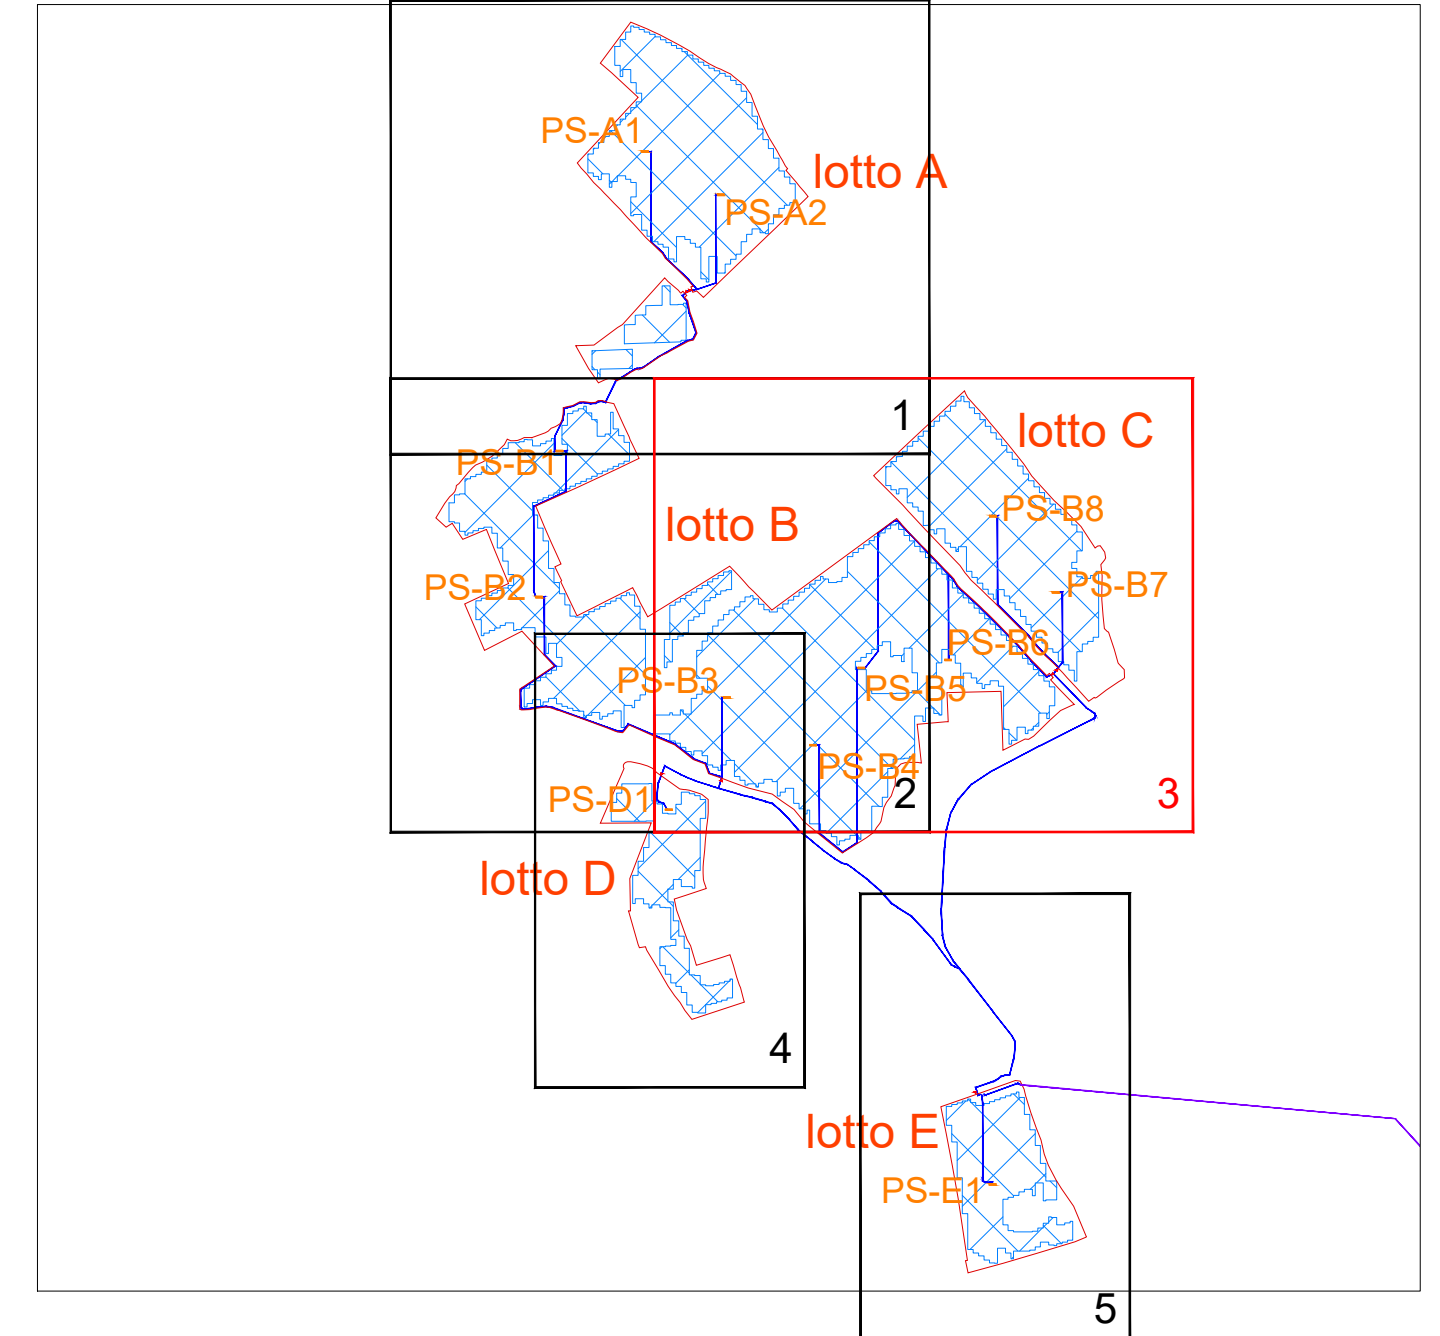 PS-A1
lotto A
PS-A2
1
lotto C
PS-B1
PS-B8
lotto B
PS-B2
PS-B7
PS-B6
PS-B3
PS-B5
PS-B4
2
3
PS-D1
lotto D
4
lotto E
PS-E1
5